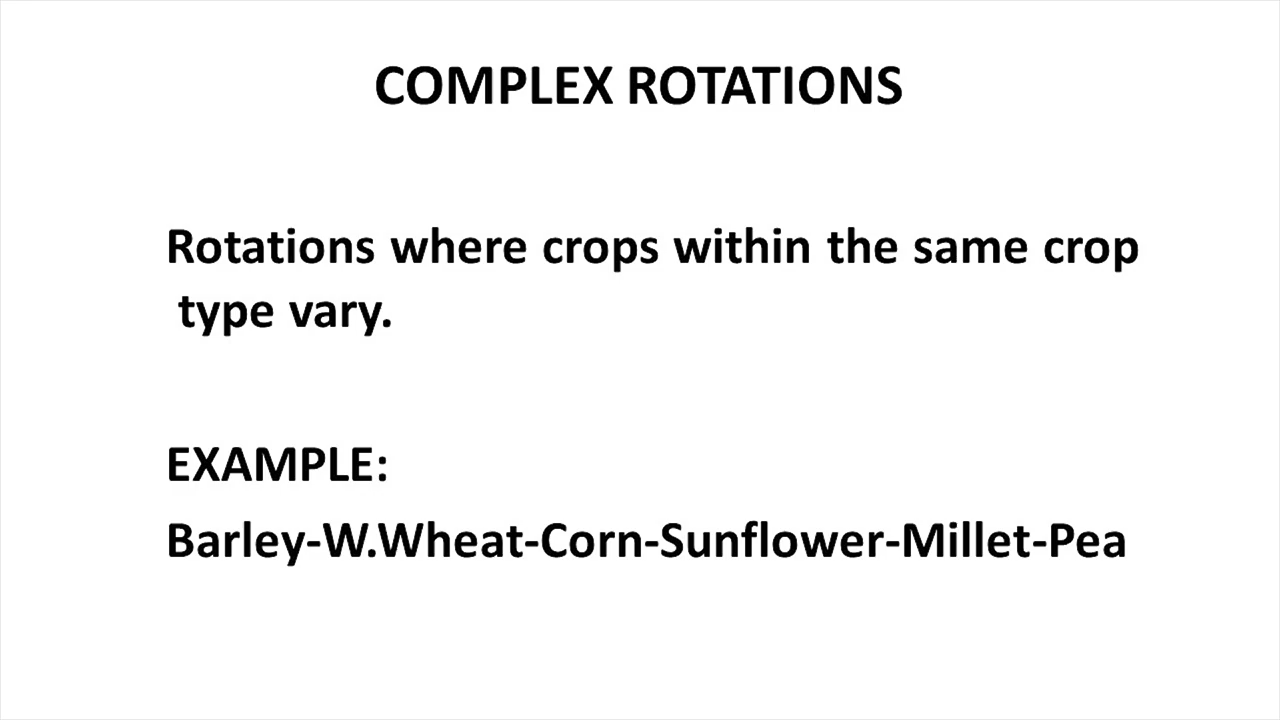 COMPLEX ROTATIONS
Rotations where crops within the same crop
type vary.
EXAMPLE:
Barley-W.Wheat-Corn-Sunflower-Millet-Pea